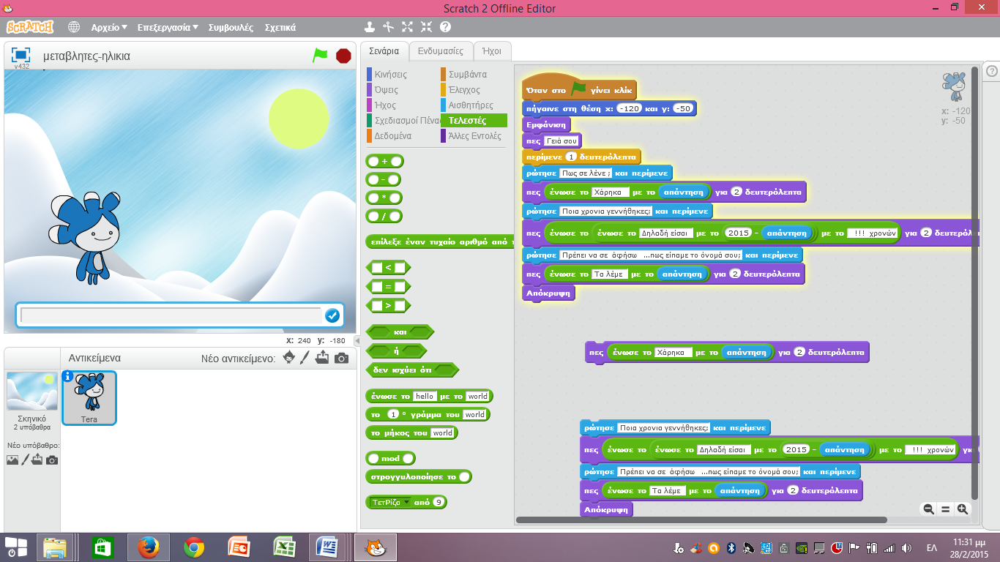 Scratch 2 Offline Editor
SCRATCH Αρχείο Επεξεργασία Συμβουλές Σχετικά
v432
μεταβλητες-ηλικια
x: 240 y: -180
Αντικείμενα Νέο αντικείμενο:
Σκηνικό
2 υπόβαθρα
Νέο υπόβαθρο:
Tera
Σενάρια Ενδυμασίες Ήχοι
Κινήσεις Συμβάντα
Όψεις Έλεγχος
Ήχος Αισθητήρες
Σχεδιασμοί Πένας Τελεστές
Δεδομένα Άλλες Εντολές
+
-
*
/
επίλεξε έναν τυχαίο αριθμό από τ
<
=
>
και
ή
δεν ισχύει ότι
ένωσε το hello με το world
το 1 ° γράμμα του world
το μήκος του world
mod
στρογγυλοποίησε το
ΤετΡίζα από 9
Όταν στο γίνει κλίκ
πήγαινε στη θέση x: -120 και y: -50
Εμφάνιση
πες Γειά σου
περίμενε 1 δευτερόλεπτα
ρώτησε Πως σε λένε ; και περίμενε
πες ένωσε το Χάρηκα με το απάντηση για 2 δευτερόλεπτα
ρώτησε Ποια χρονια γεννήθηκες; και περίμενε
πες ένωσε το ένωσε το Δηλαδή είσαι με το 2015 - απάντηση με το !!! χρονών για 2 δευτερόλ
ρώτησε Πρέπει να σε άφήσω ...πως είπαμε το όνομά σου; και περίμενε
πες ένωσε το Τα λέμε με το απάντηση για 2 δευτερόλεπτα
Απόκρυψη
x: -120
y: -50
πες ένωσε το Χάρηκα με το απάντηση για 2 δευτερόλεπτα
ρώτησε Ποια χρονια γεννήθηκες; και περίμενε
πες ένωσε το ένωσε το Δηλαδή είσαι με το 2015 - απάντηση με το !!! χρονών γι
ρώτησε Πρέπει να σε άφήσω ...πως είπαμε το όνομά σου; και περίμενε
πες ένωσε το Τα λέμε με το απάντηση για 2 δευτερόλεπτα
Απόκρυψη
ΕΛ
11:31 μμ
28/2/2015